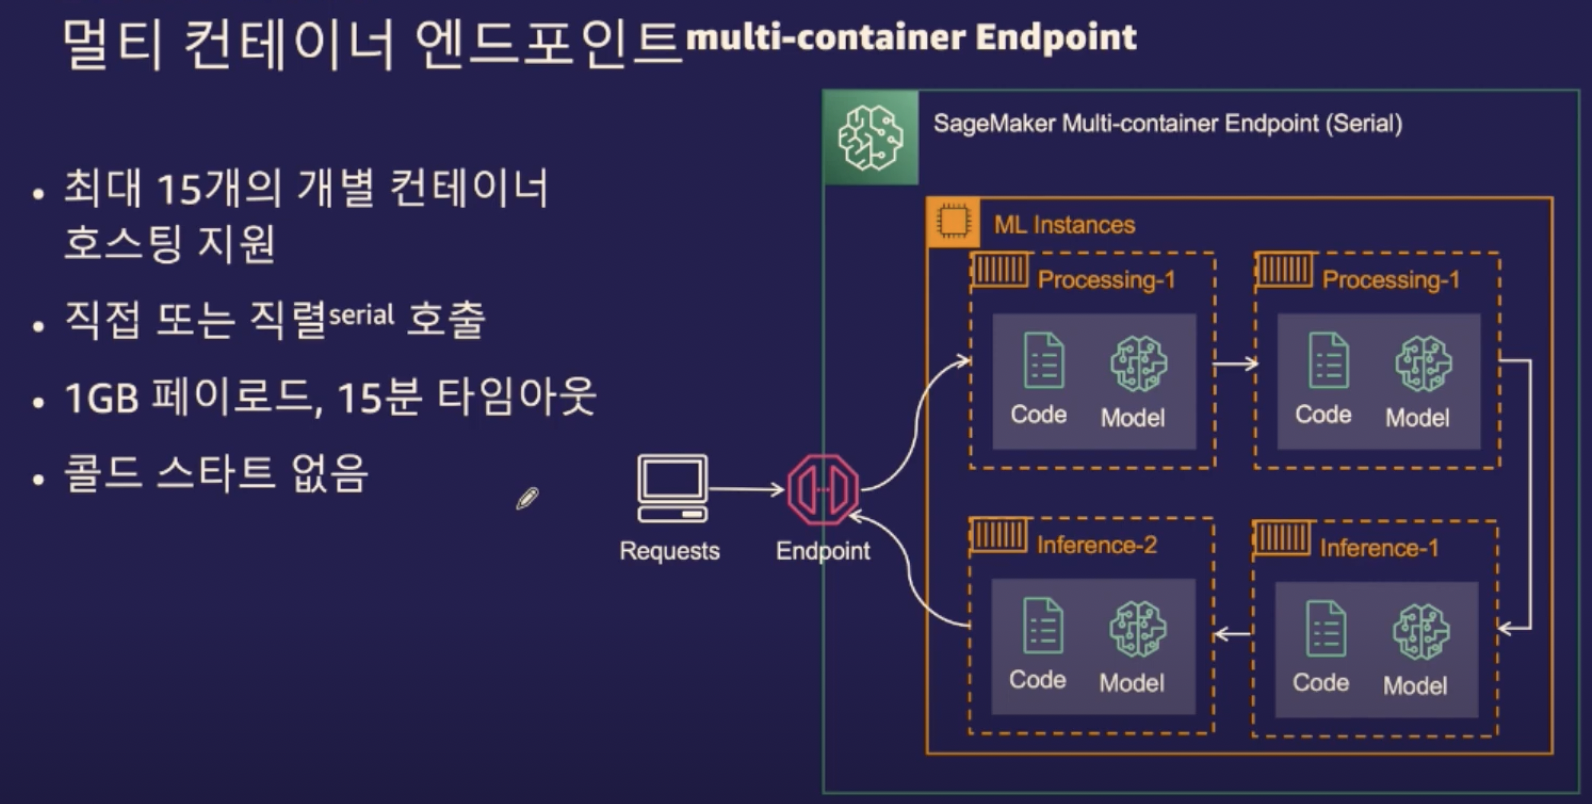 멀티 컨테이너 엔드포인트multi-container Endpoint
• 최대 15개의 개별 컨테이너
호스팅 지원
• 직접 또는 직렬serial 호출
• 1GB 페이로드, 15분 타임아웃
• 콜드 스타트 없음
Requests
Endpoint
SageMaker Multi-container Endpoint (Serial)
ML Instances
Processing-1
Code
Model
Processing-1
Code
Model
Inference-2
Code
Model
Inference-1
Code
Model